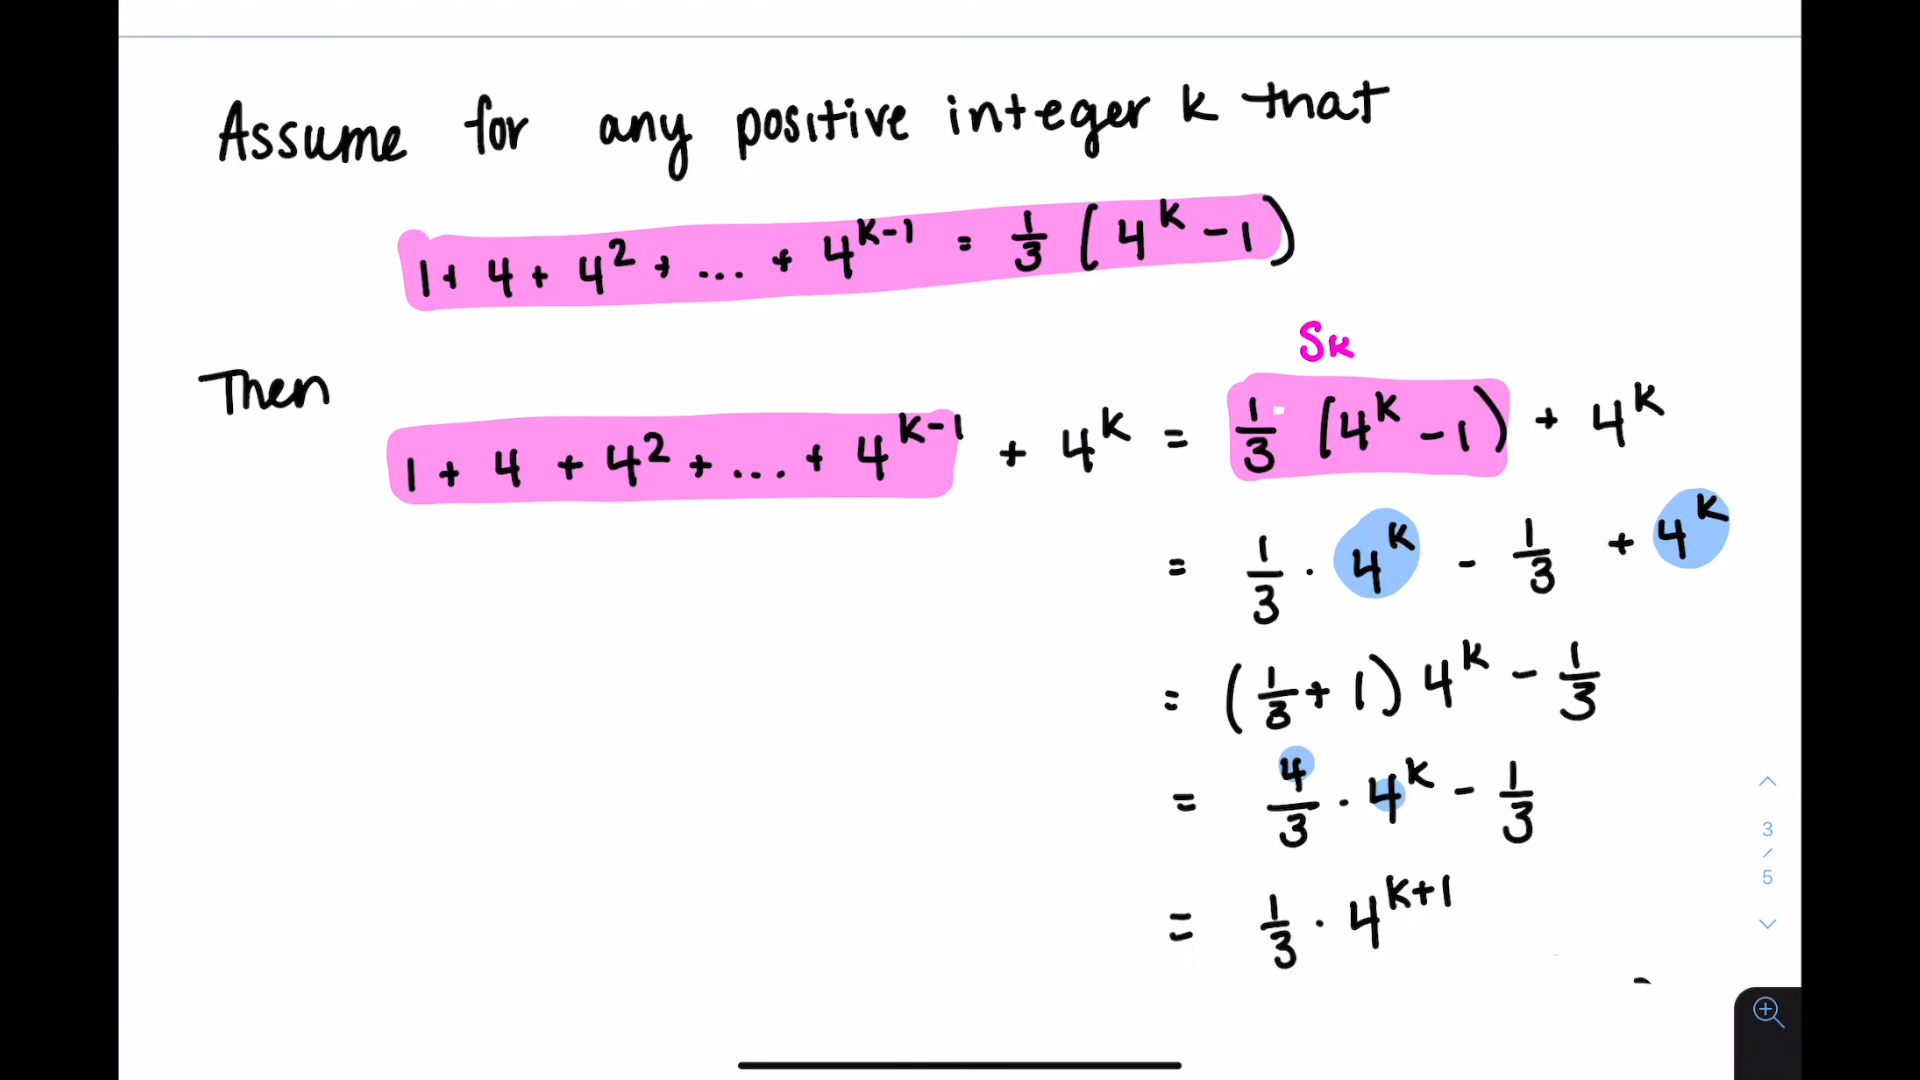 Assume for any positive integer k that
1 + 4 + 4² + ... + 4^{k-1} = 1/3 (4^k - 1)
S_k
Then
1 + 4 + 4² + ... + 4^{k-1} + 4^k = 1/3 (4^k - 1) + 4^k
= 1/3 · 4^k - 1/3 + 4^k
= (1/3 + 1) 4^k - 1/3
= 4/3 · 4^k - 1/3
= 1/3 · 4^{k+1}
3
/
5